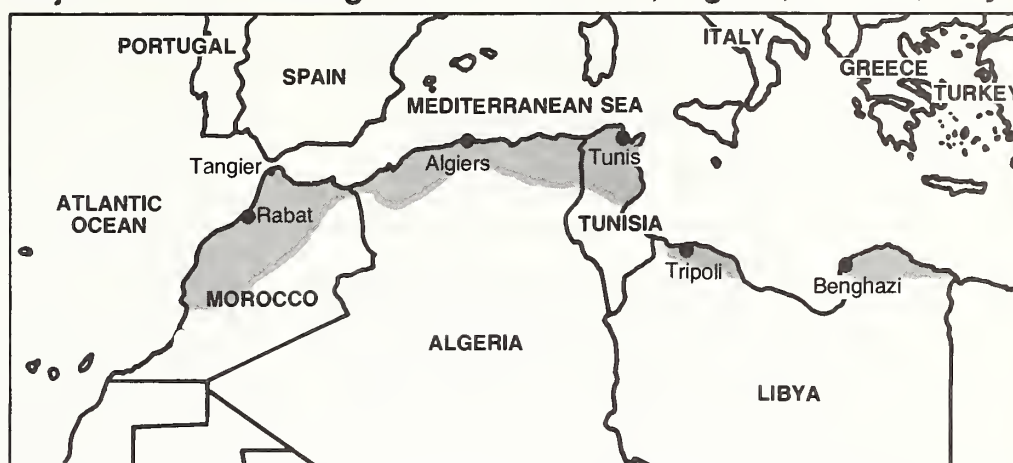 PORTUGAL
SPAIN
ITALY
GREECE
TURKEY
MEDITERRANEAN SEA
Tangier
Algiers
Tunis
ATLANTIC
OCEAN
Rabat
TUNISIA
Tripoli
Benghazi
MOROCCO
ALGERIA
LIBYA